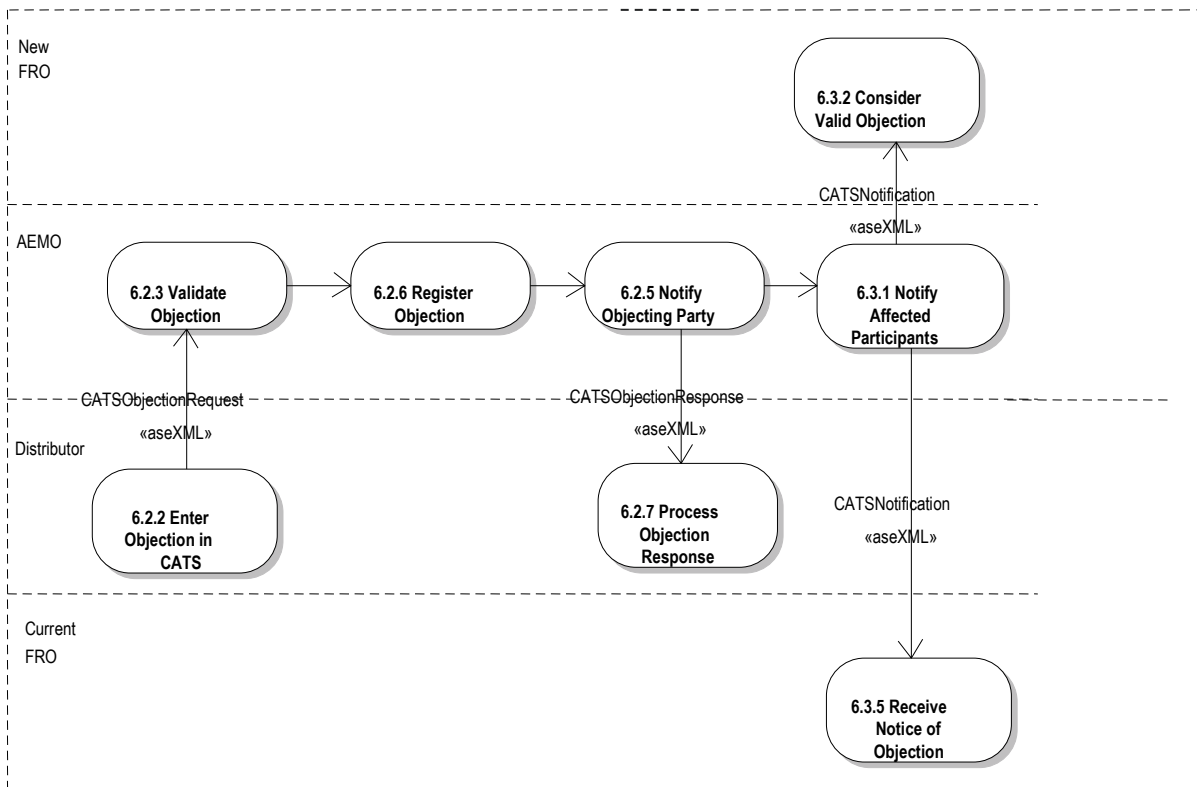 New
FRO
6.3.2 Consider
Valid Objection
CATSNotification
«aseXML»
AEMO
6.2.3 Validate
Objection
6.2.6 Register
Objection
6.2.5 Notify
Objecting Party
6.3.1 Notify
Affected
Participants
CATSObjectionRequest
«aseXML»
CATSObjectionResponse
«aseXML»
Distributor
6.2.2 Enter
Objection in
CATS
6.2.7 Process
Objection
Response
CATSNotification
«aseXML»
Current
FRO
6.3.5 Receive
Notice of
Objection